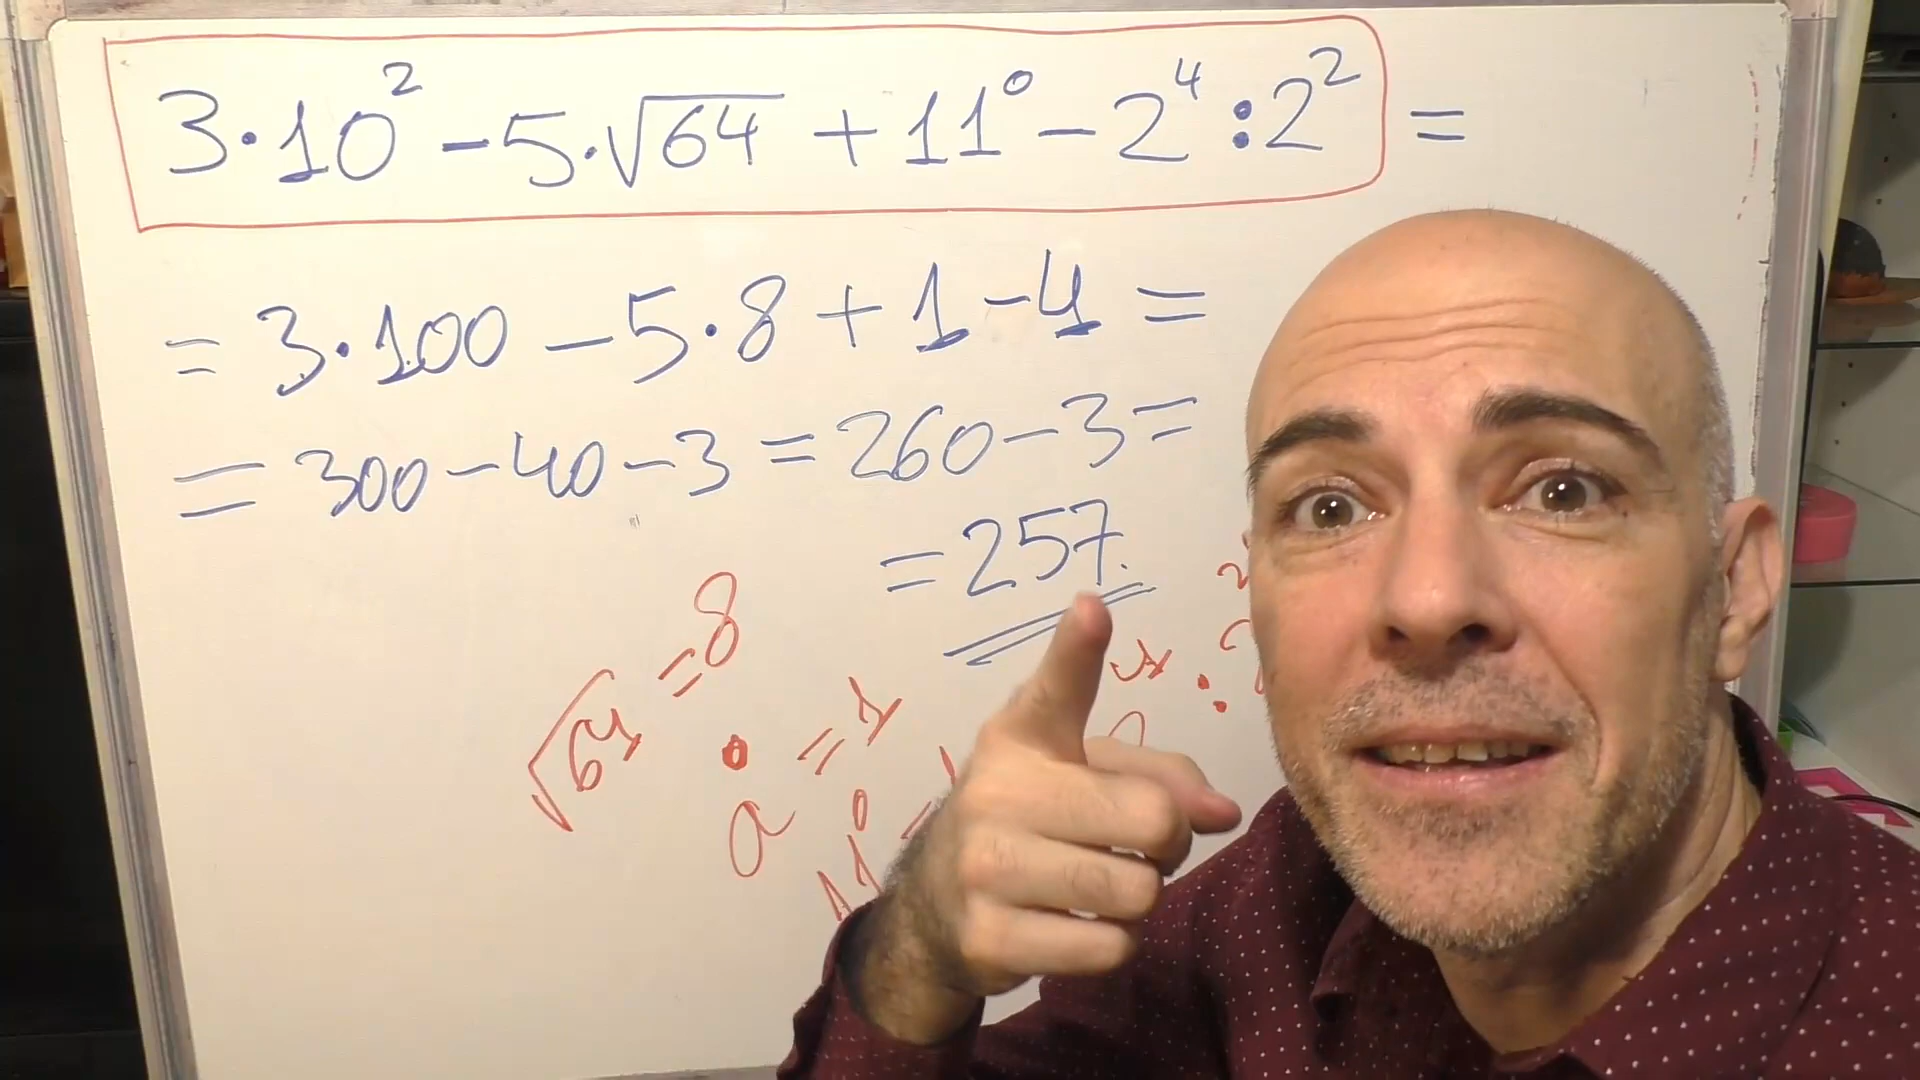 3·10² - 5·√64 + 11⁰ - 2⁴ : 2² =
= 3·100 - 5·8 + 1 - 4 =
= 300 - 40 - 3 = 260 - 3 =
= 257.
√64 = 8
a⁰ = 1
11⁰ =